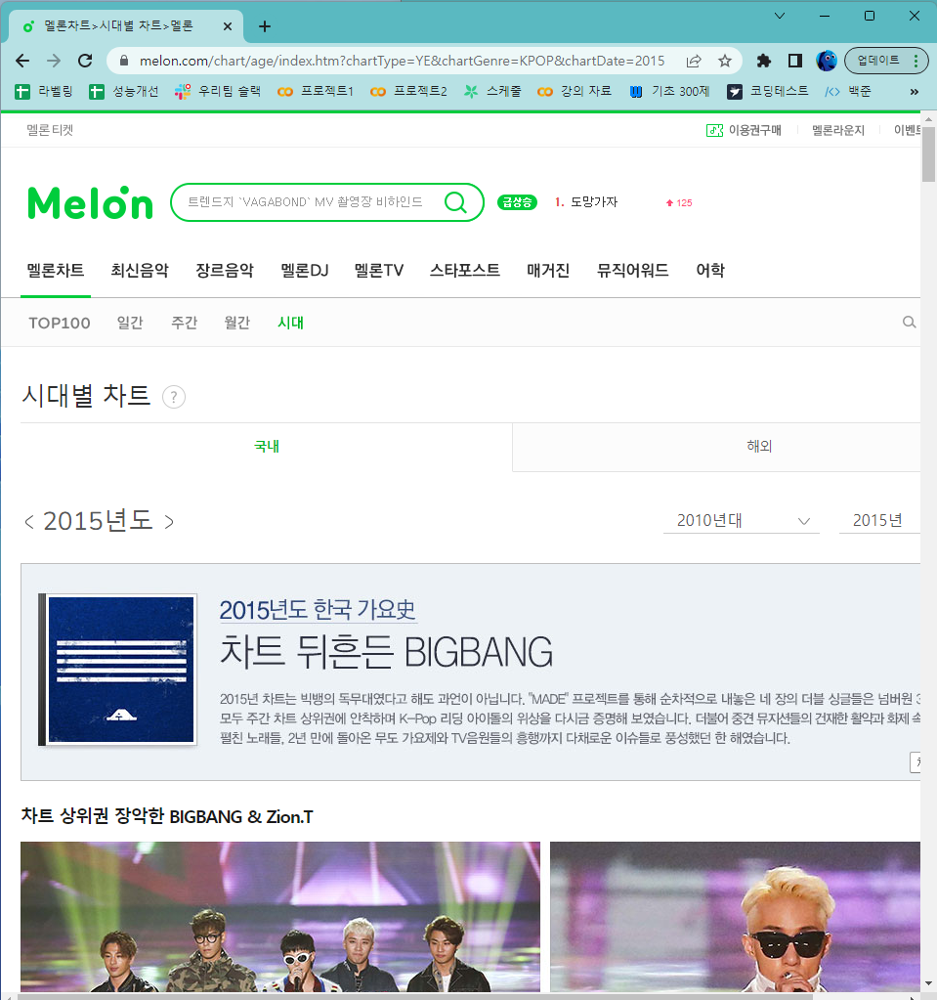 멜론차트>시대별 차트>멜론
melon.com/chart/age/index.htm?chartType=YE&chartGenre=KPOP&chartDate=2015
업데이트
라벨링 성능개선 우리팀 슬랙 프로젝트1 프로젝트2 스케줄 강의 자료 기초 300제 코딩테스트 백준 »
멜론티켓 이용권구매 멜론라운지 이벤트
Melon 트렌드지 `VAGABOND` MV 촬영장 비하인드 급상승 1. 도망가자 125
멜론차트 최신음악 장르음악 멜론DJ 멜론TV 스타포스트 매거진 뮤직어워드 어학
TOP100 일간 주간 월간 시대
시대별 차트 ?
국내 해외
< 2015년도 > 2010년대 2015년
2015년도 한국 가요史
차트 뒤흔든 BIGBANG
2015년 차트는 빅뱅의 독무대였다고 해도 과언이 아닙니다. "MADE" 프로젝트를 통해 순차적으로 내놓은 네 장의 더블 싱글들은 넘버원 3
모두 주간 차트 상위권에 안착하며 K-Pop 리딩 아이돌의 위상을 다시금 증명해 보였습니다. 더불어 중견 뮤지션들의 건재한 활약과 화제 속
펼친 노래들, 2년 만에 돌아온 무도 가요제와 TV음원들의 흥행까지 다채로운 이슈들로 풍성했던 한 해였습니다.
차트 상위권 장악한 BIGBANG & Zion.T